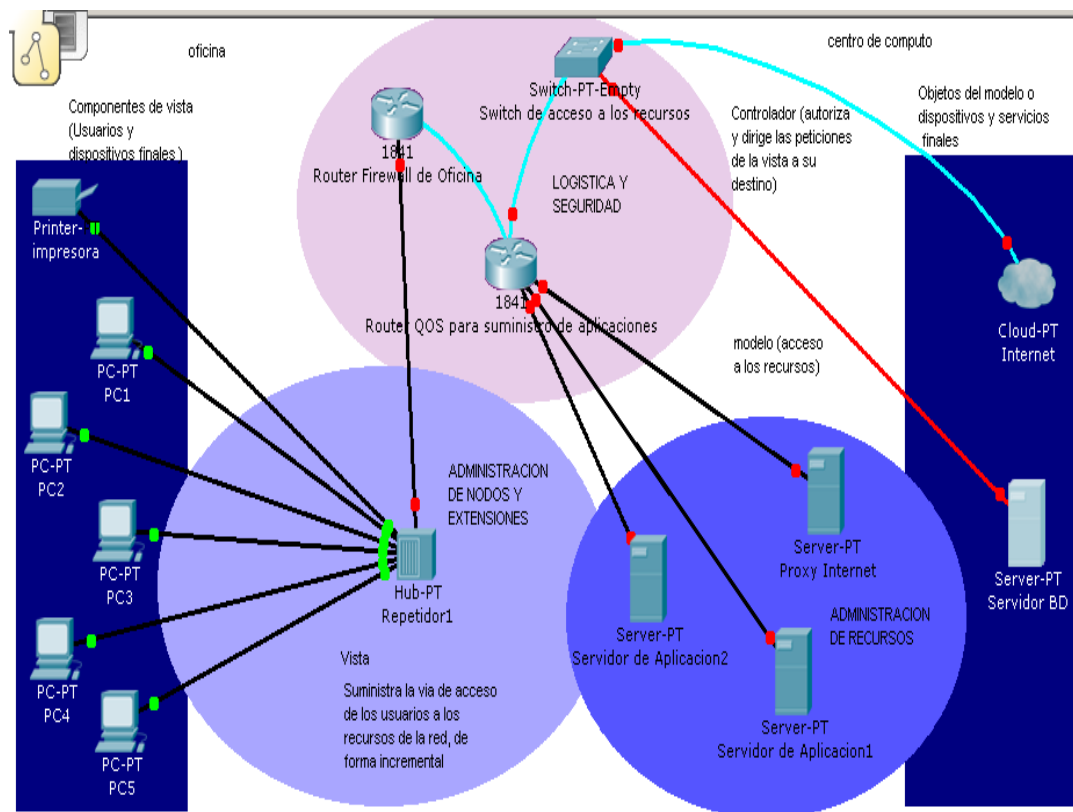 oficina
centro de computo
Componentes de vista
(Usuarios y
dispositivos finales )
Switch-PT-Empty
Switch de acceso a los recursos
Controlador (autoriza
y dirige las peticiones
de la vista a su
destino)
Objetos del modelo o
dispositivos y servicios
finales
1841
Router Firewall de Oficina
LOGISTICA Y
SEGURIDAD
Printer-
impresora
1841
Router QOS para suministro de aplicaciones
Cloud-PT
Internet
modelo (acceso
a los recursos)
PC-PT
PC1
PC-PT
PC2
PC-PT
PC3
PC-PT
PC4
PC-PT
PC5
ADMINISTRACION
DE NODOS Y
EXTENSIONES
Hub-PT
Repetidor1
Vista
Suministra la via de acceso
de los usuarios a los
recursos de la red, de
forma incremental
Server-PT
Proxy Internet
Server-PT
Servidor BD
ADMINISTRACION
DE RECURSOS
Server-PT
Servidor de Aplicacion2
Server-PT
Servidor de Aplicacion1